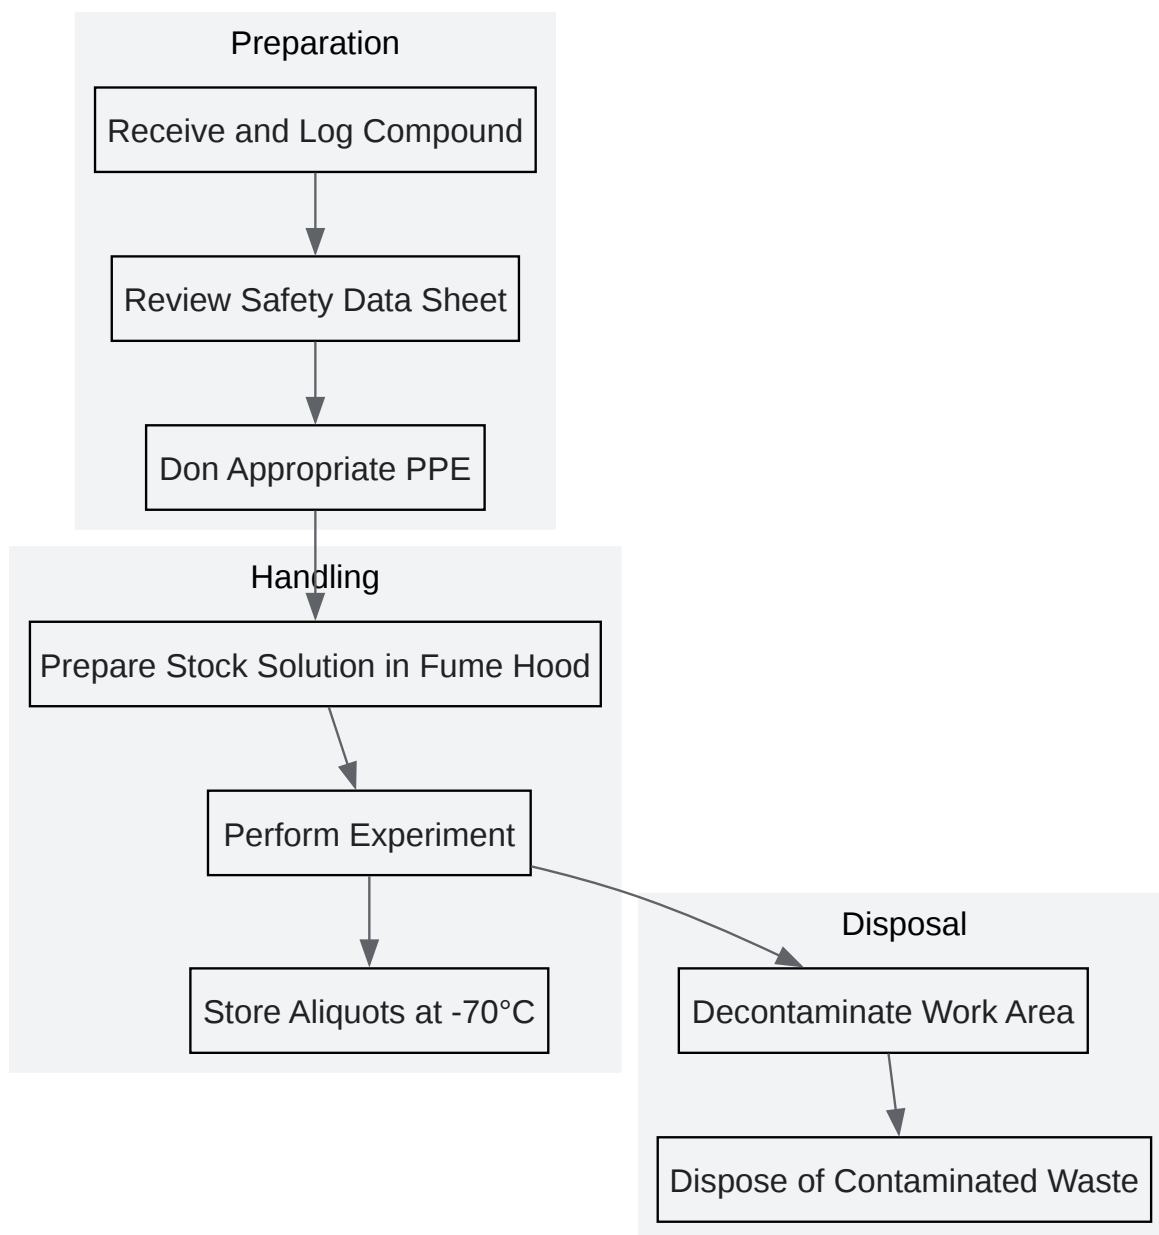 Preparation
Receive and Log Compound
Review Safety Data Sheet
Don Appropriate PPE
Handling
Prepare Stock Solution in Fume Hood
Perform Experiment
Store Aliquots at -70°C
Disposal
Decontaminate Work Area
Dispose of Contaminated Waste